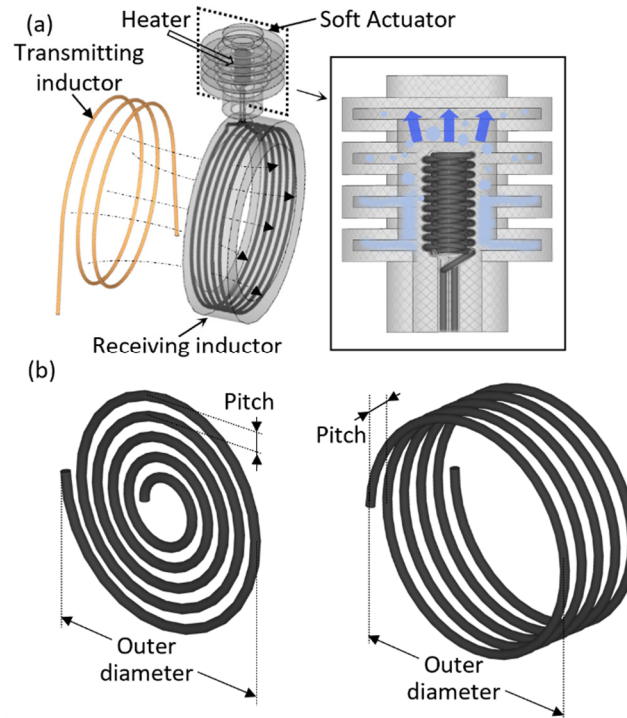 (a)
Heater
Soft Actuator
Transmitting
inductor
Receiving inductor
(b)
Pitch
Outer
diameter
Pitch
Outer
diameter